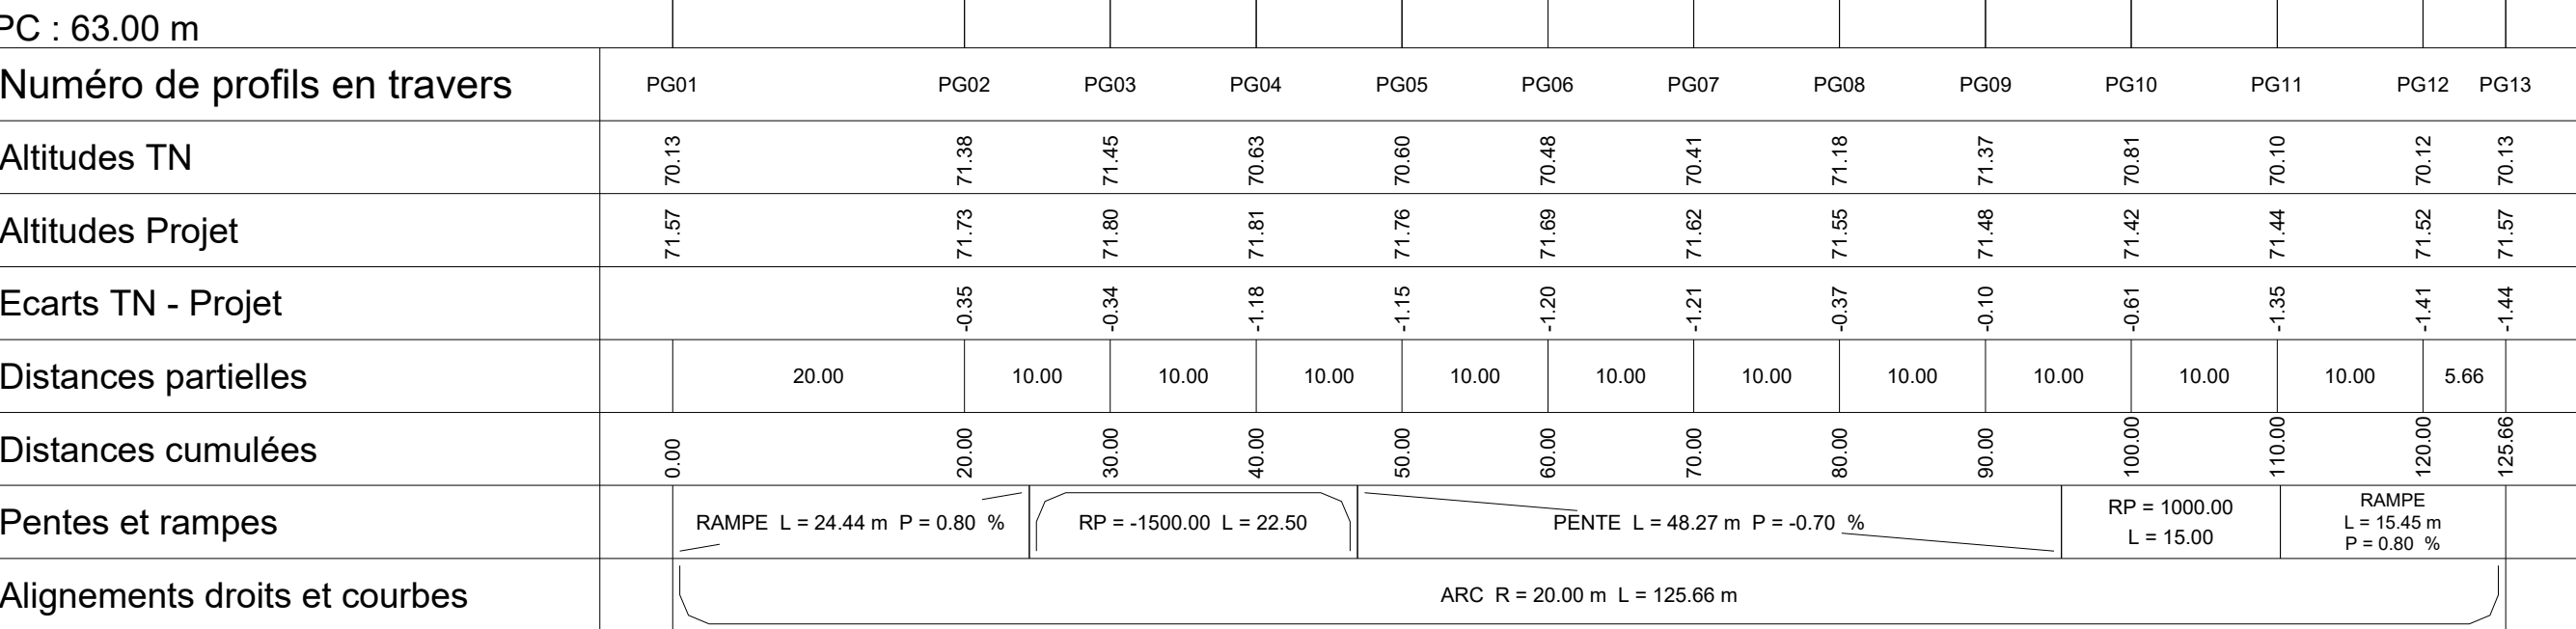 PC : 63.00 m
Numéro de profils en travers PG01 PG02 PG03 PG04 PG05 PG06 PG07 PG08 PG09 PG10 PG11 PG12 PG13
Altitudes TN 70.13 71.38 71.45 70.63 70.60 70.48 70.41 71.18 71.37 70.81 70.10 70.12 70.13
Altitudes Projet 71.57 71.73 71.80 71.81 71.76 71.69 71.62 71.55 71.48 71.42 71.44 71.52 71.57
Ecarts TN - Projet -0.35 -0.34 -1.18 -1.15 -1.20 -1.21 -0.37 -0.10 -0.61 -1.35 -1.41 -1.44
Distances partielles 20.00 10.00 10.00 10.00 10.00 10.00 10.00 10.00 10.00 10.00 10.00 5.66
Distances cumulées 0.00 20.00 30.00 40.00 50.00 60.00 70.00 80.00 90.00 100.00 110.00 120.00 125.66
Pentes et rampes RAMPE L = 24.44 m P = 0.80 % RP = -1500.00 L = 22.50 PENTE L = 48.27 m P = -0.70 %
RP = 1000.00
L = 15.00
RAMPE
L = 15.45 m
P = 0.80 %
Alignements droits et courbes ARC R = 20.00 m L = 125.66 m